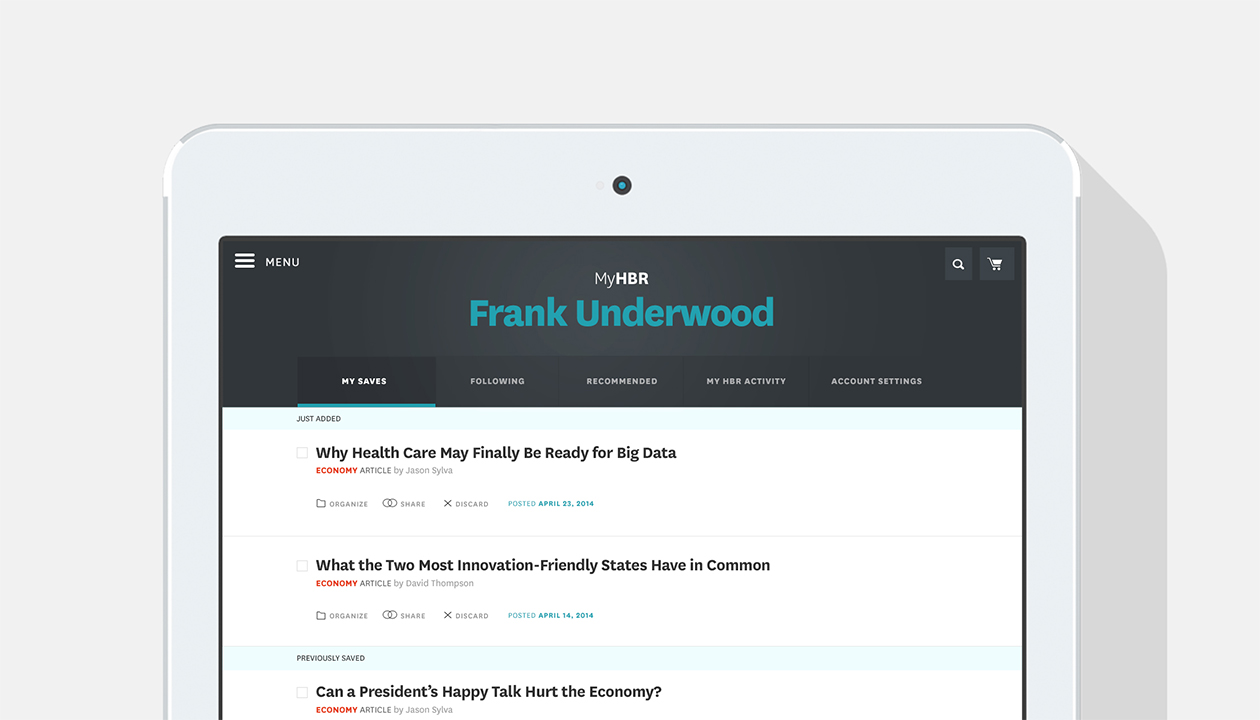 MENU
MyHBR
Frank Underwood
MY SAVES FOLLOWING RECOMMENDED MY HBR ACTIVITY ACCOUNT SETTINGS
JUST ADDED
Why Health Care May Finally Be Ready for Big Data
ECONOMY ARTICLE by Jason Sylva
ORGANIZE SHARE DISCARD POSTED APRIL 23, 2014
What the Two Most Innovation-Friendly States Have in Common
ECONOMY ARTICLE by David Thompson
ORGANIZE SHARE DISCARD POSTED APRIL 14, 2014
PREVIOUSLY SAVED
Can a President’s Happy Talk Hurt the Economy?
ECONOMY ARTICLE by Jason Sylva